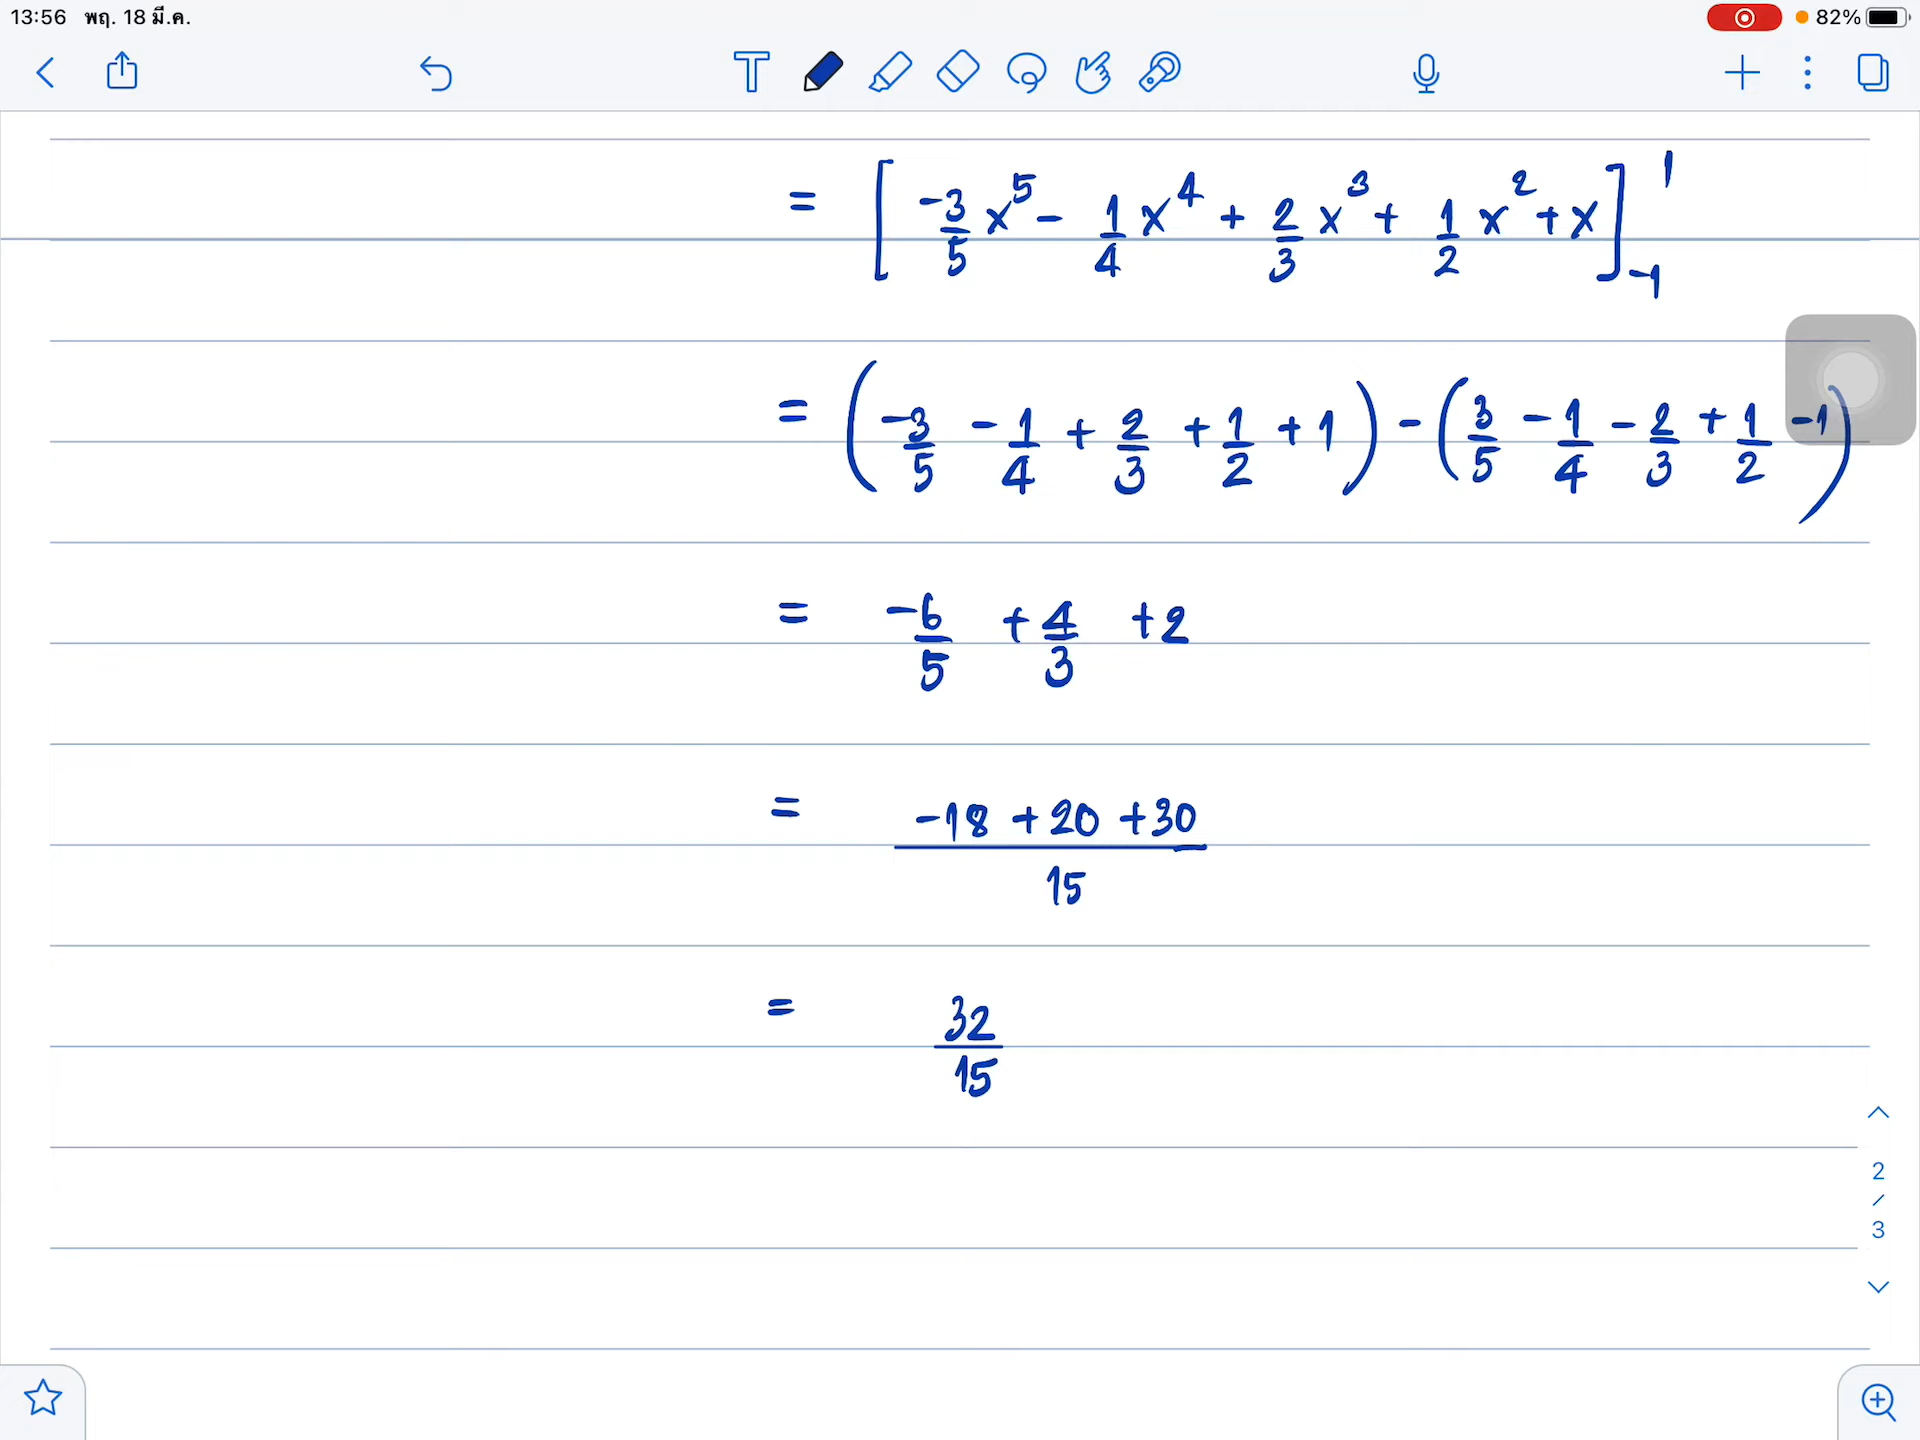 13:56 พฤ. 18 มี.ค. 82%
T
= [ -3/5 x^5 - 1/4 x^4 + 2/3 x^3 + 1/2 x^2 + x ]_{-1}^{1}
= ( -3/5 - 1/4 + 2/3 + 1/2 + 1 ) - ( 3/5 - 1/4 - 2/3 + 1/2 - 1 )
= -6/5 + 4/3 + 2
= (-18 + 20 + 30)/15
= 32/15
2
/
3